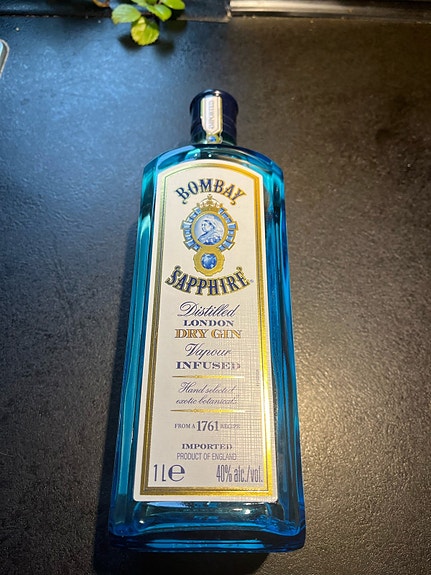 BOMBAY
SAPPHIRE
Distilled
LONDON
DRY GIN
Vapour
INFUSED
Hand selected
exotic botanicals
FROM A 1761 RECIPE
IMPORTED
PRODUCT OF ENGLAND
1 L e 40% alc./vol.